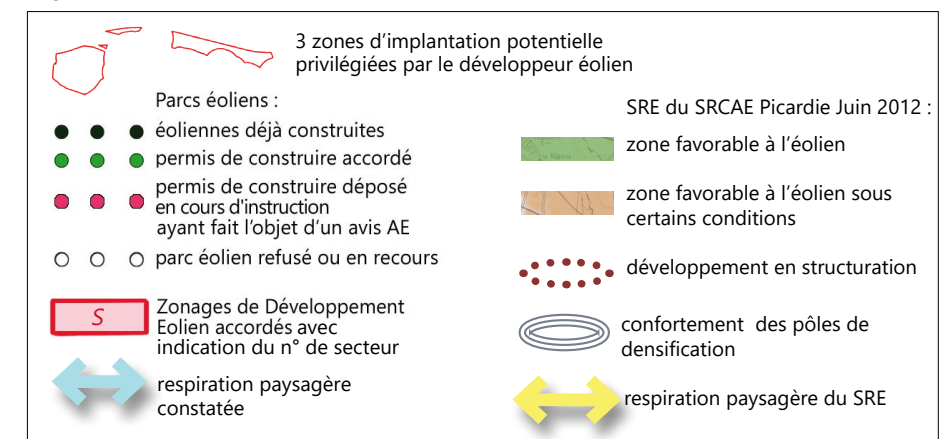 3 zones d’implantation potentielle
privilégiées par le développeur éolien
Parcs éoliens :
éoliennes déjà construites
permis de construire accordé
permis de construire déposé
en cours d'instruction
ayant fait l’objet d’un avis AE
parc éolien refusé ou en recours
S
Zonages de Développement
Eolien accordés avec
indication du n° de secteur
respiration paysagère
constatée
SRE du SRCAE Picardie Juin 2012 :
zone favorable à l’éolien
zone favorable à l’éolien sous
certains conditions
développement en structuration
confortement des pôles de
densification
respiration paysagère du SRE